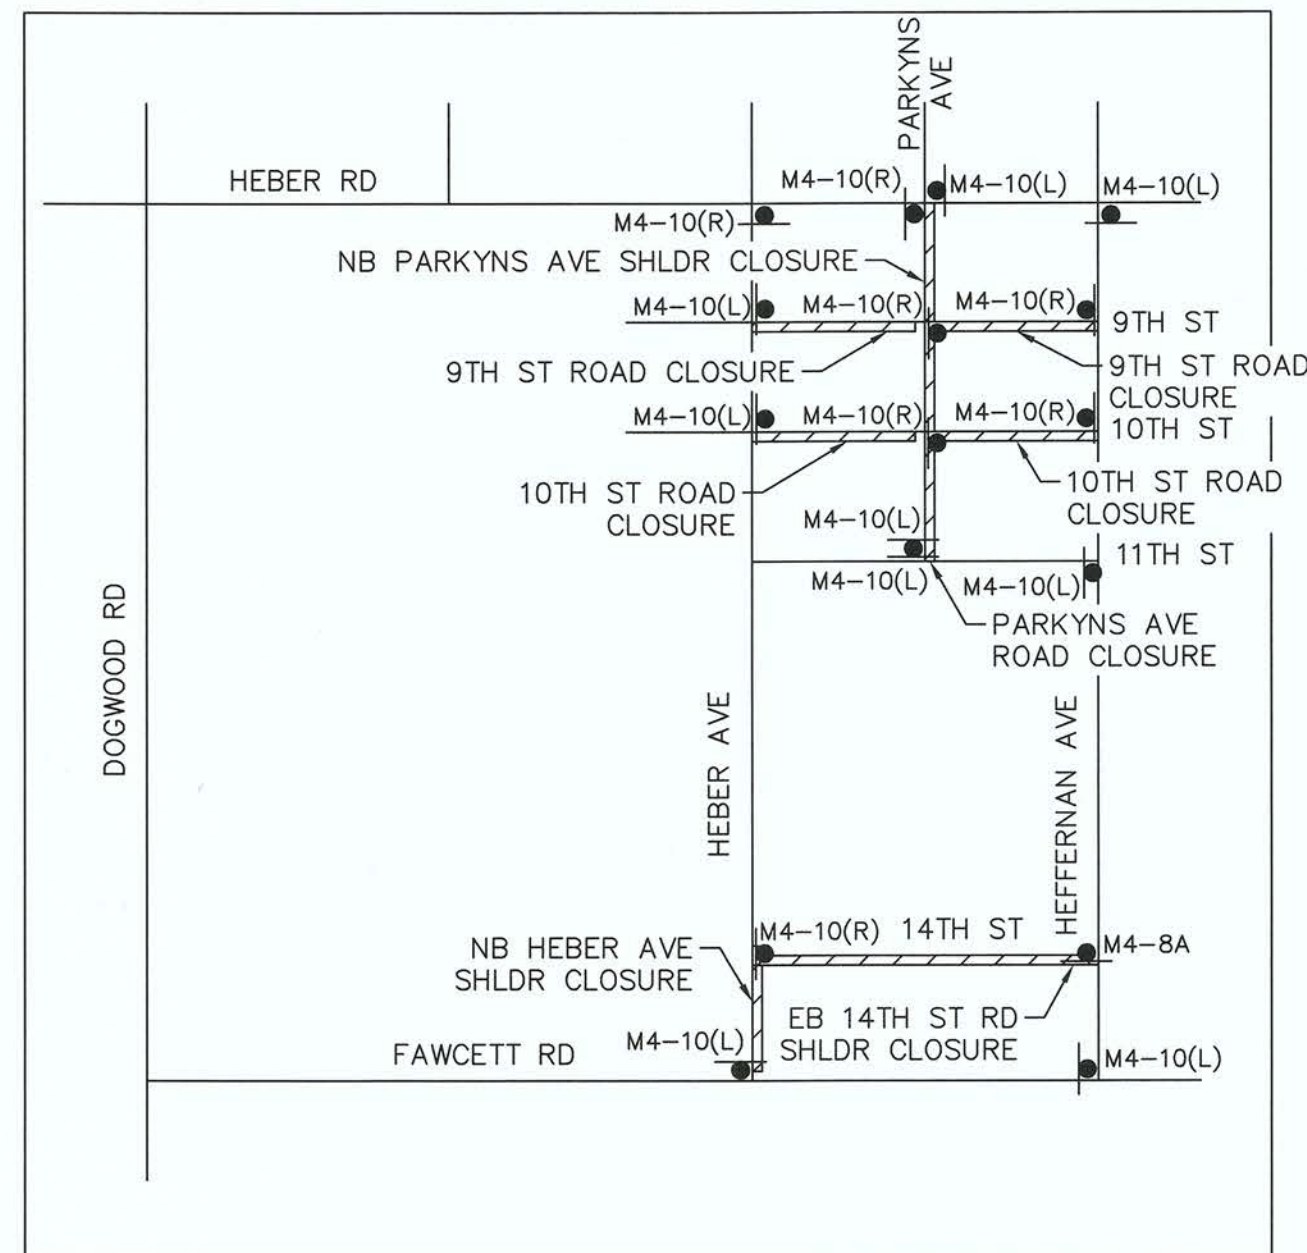 PARKYNS
AVE
HEBER RD
M4-10(R)
M4-10(L)
M4-10(L)
M4-10(R)
NB PARKYNS AVE SHLDR CLOSURE
M4-10(L)
M4-10(R)
M4-10(R)
9TH ST
9TH ST ROAD CLOSURE
9TH ST ROAD
CLOSURE
M4-10(L)
M4-10(R)
M4-10(R)
10TH ST
10TH ST ROAD
CLOSURE
10TH ST ROAD
CLOSURE
M4-10(L)
11TH ST
M4-10(L)
M4-10(L)
PARKYNS AVE
ROAD CLOSURE
DOGWOOD RD
HEBER AVE
HEFFERNAN AVE
M4-10(R)
14TH ST
M4-8A
NB HEBER AVE
SHLDR CLOSURE
EB 14TH ST RD
SHLDR CLOSURE
FAWCETT RD
M4-10(L)
M4-10(L)